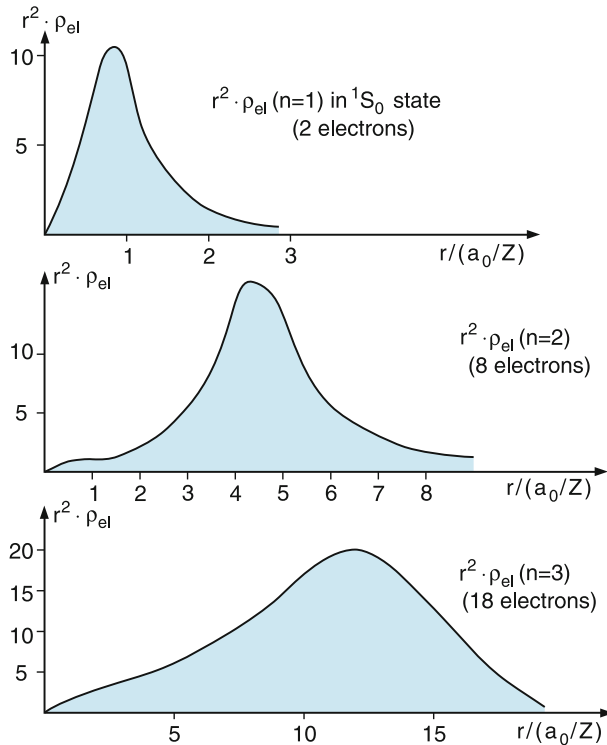 r² · ρel
10
5
r² · ρel (n=1) in ¹S₀ state
(2 electrons)
1 2 3
r/(a₀/Z)
r² · ρel
10
5
r² · ρel (n=2)
(8 electrons)
1 2 3 4 5 6 7 8
r/(a₀/Z)
r² · ρel
20
15
10
5
r² · ρel (n=3)
(18 electrons)
5 10 15
r/(a₀/Z)